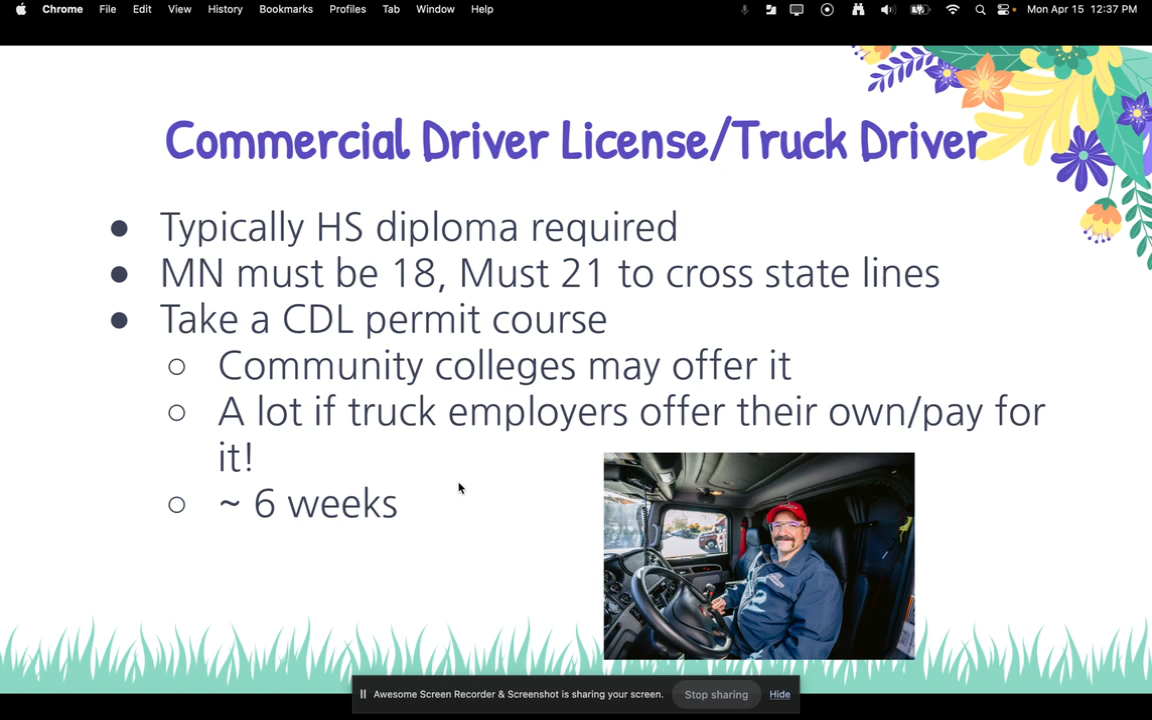 Chrome File Edit View History Bookmarks Profiles Tab Window Help Mon Apr 15 12:37 PM
Commercial Driver License/Truck Driver
● Typically HS diploma required
● MN must be 18, Must 21 to cross state lines
● Take a CDL permit course
○ Community colleges may offer it
○ A lot if truck employers offer their own/pay for
it!
○ ~ 6 weeks
Awesome Screen Recorder & Screenshot is sharing your screen. Stop sharing Hide